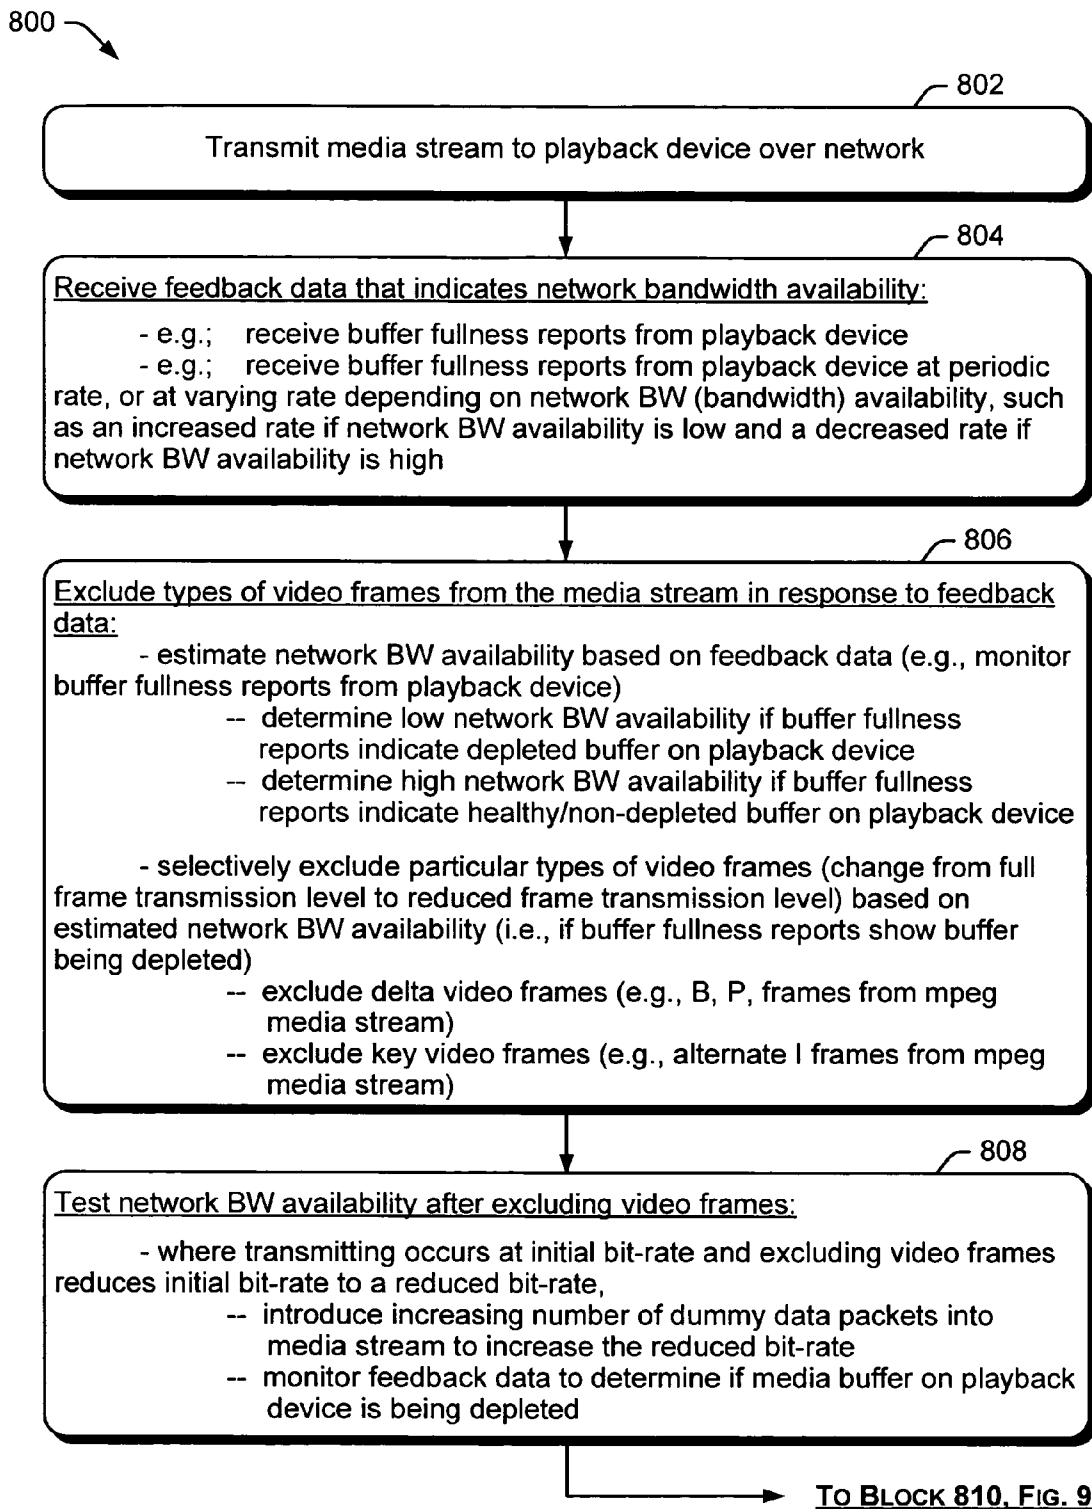 800
802
Transmit media stream to playback device over network
804
Receive feedback data that indicates network bandwidth availability:
- e.g.; receive buffer fullness reports from playback device
- e.g.; receive buffer fullness reports from playback device at periodic
rate, or at varying rate depending on network BW (bandwidth) availability, such
as an increased rate if network BW availability is low and a decreased rate if
network BW availability is high
806
Exclude types of video frames from the media stream in response to feedback
data:
- estimate network BW availability based on feedback data (e.g., monitor
buffer fullness reports from playback device)
-- determine low network BW availability if buffer fullness
reports indicate depleted buffer on playback device
-- determine high network BW availability if buffer fullness
reports indicate healthy/non-depleted buffer on playback device
- selectively exclude particular types of video frames (change from full
frame transmission level to reduced frame transmission level) based on
estimated network BW availability (i.e., if buffer fullness reports show buffer
being depleted)
-- exclude delta video frames (e.g., B, P, frames from mpeg
media stream)
-- exclude key video frames (e.g., alternate I frames from mpeg
media stream)
808
Test network BW availability after excluding video frames:
- where transmitting occurs at initial bit-rate and excluding video frames
reduces initial bit-rate to a reduced bit-rate,
-- introduce increasing number of dummy data packets into
media stream to increase the reduced bit-rate
-- monitor feedback data to determine if media buffer on playback
device is being depleted
TO BLOCK 810, FIG. 9